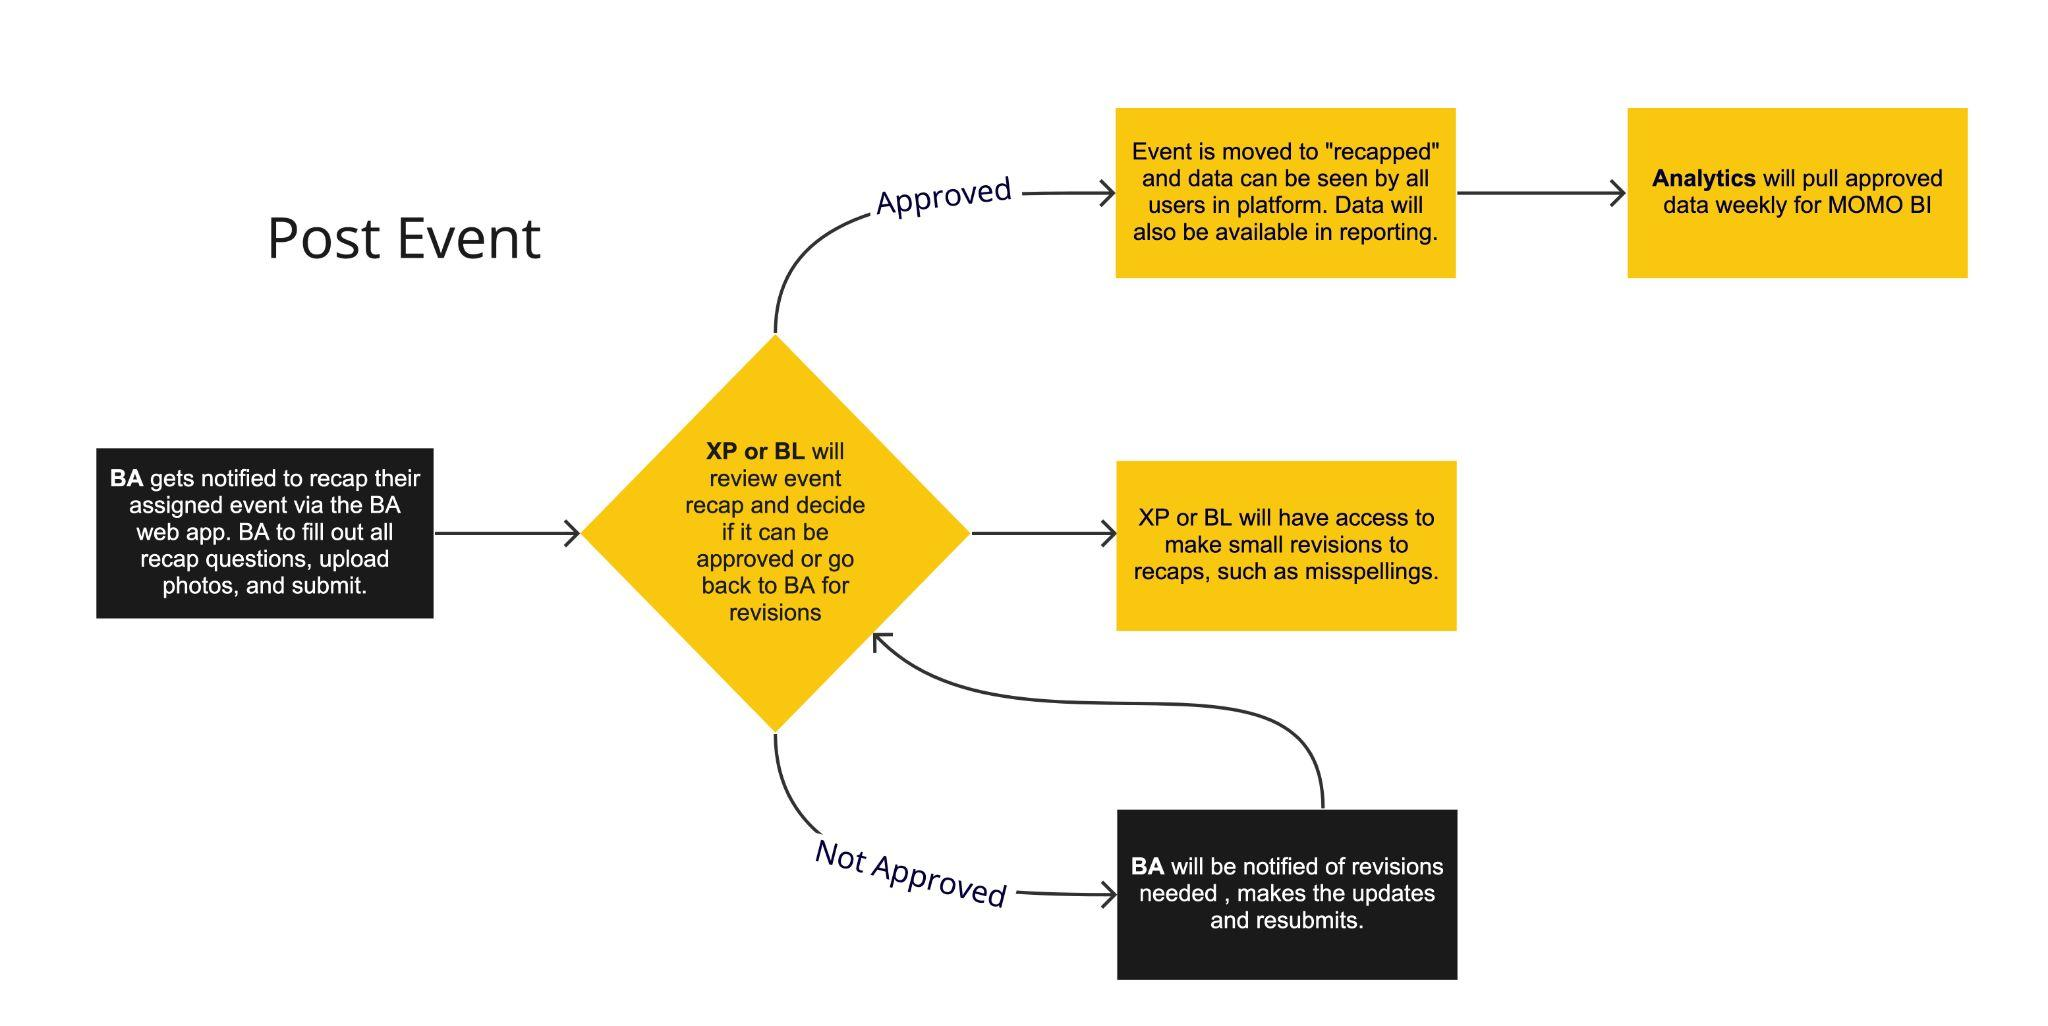 Post Event
BA gets notified to recap their
assigned event via the BA
web app. BA to fill out all
recap questions, upload
photos, and submit.
XP or BL will
review event
recap and decide
if it can be
approved or go
back to BA for
revisions
Approved
Event is moved to "recapped"
and data can be seen by all
users in platform. Data will
also be available in reporting.
Analytics will pull approved
data weekly for MOMO BI
XP or BL will have access to
make small revisions to
recaps, such as misspellings.
Not Approved
BA will be notified of revisions
needed , makes the updates
and resubmits.